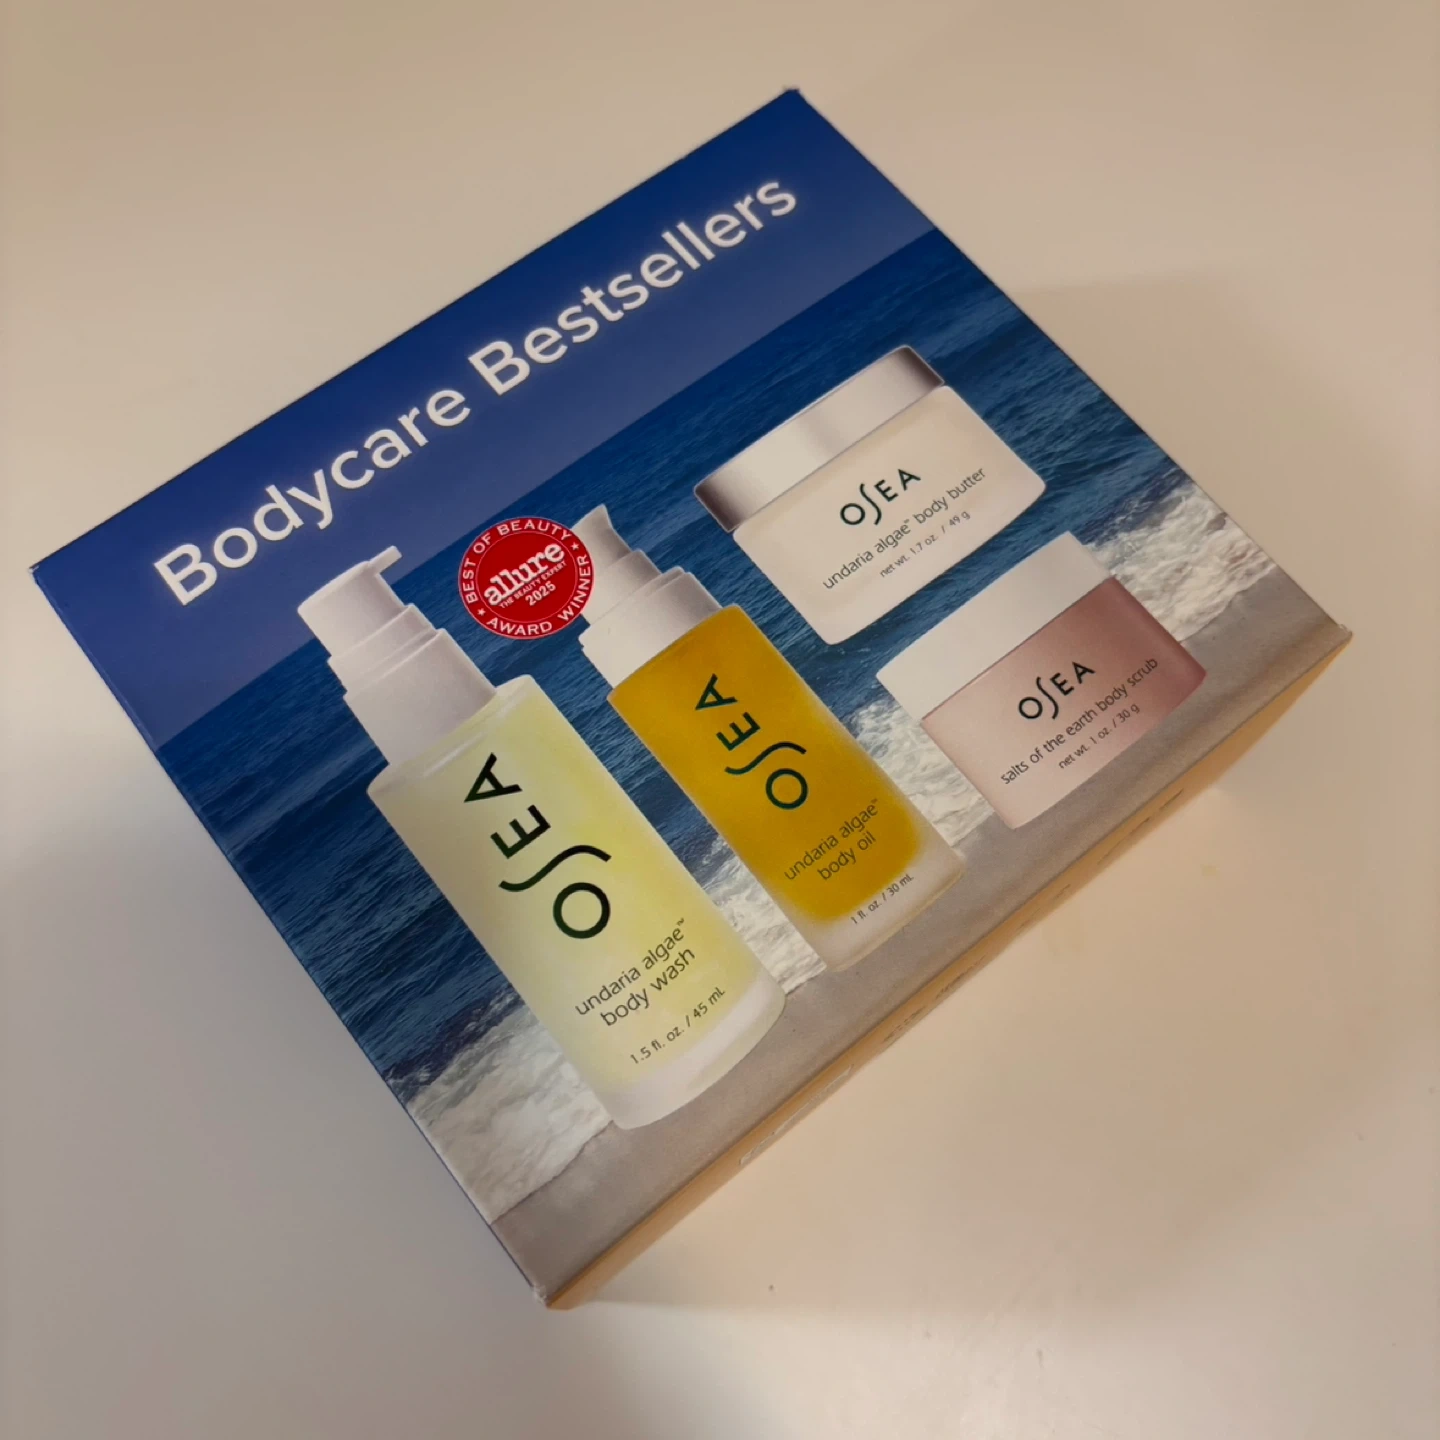 Bodycare Bestsellers
BEST OF BEAUTY
allure
THE BEAUTY EXPERT
2025
AWARD WINNER
OSEA
undaria algae™ body butter
net wt. 1.7 oz. / 49 g
OSEA
salts of the earth body scrub
net wt. 1 oz. / 30 g
OSEA
undaria algae™
body oil
1 fl. oz. / 30 mL
OSEA
undaria algae™
body wash
1.5 fl. oz. / 45 mL